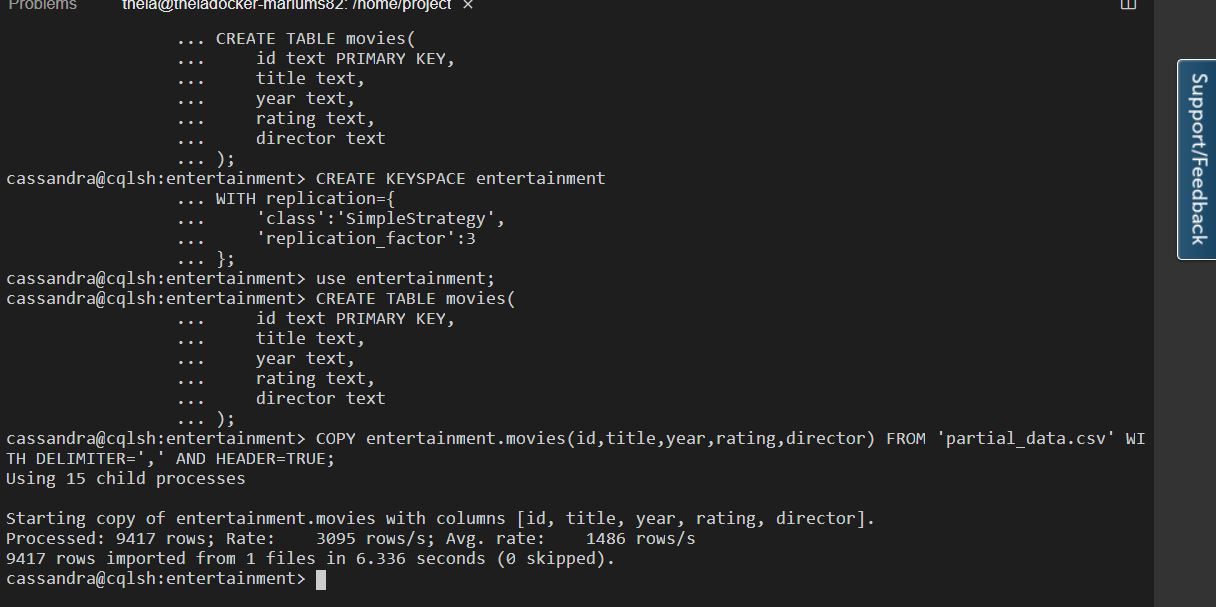 Problems theia@theiadocker-mariums82: /home/project ×
... CREATE TABLE movies(
... id text PRIMARY KEY,
... title text,
... year text,
... rating text,
... director text
... );
cassandra@cqlsh:entertainment> CREATE KEYSPACE entertainment
... WITH replication={
... 'class':'SimpleStrategy',
... 'replication_factor':3
... };
cassandra@cqlsh:entertainment> use entertainment;
cassandra@cqlsh:entertainment> CREATE TABLE movies(
... id text PRIMARY KEY,
... title text,
... year text,
... rating text,
... director text
... );
cassandra@cqlsh:entertainment> COPY entertainment.movies(id,title,year,rating,director) FROM 'partial_data.csv' WI
TH DELIMITER=',' AND HEADER=TRUE;
Using 15 child processes
Starting copy of entertainment.movies with columns [id, title, year, rating, director].
Processed: 9417 rows; Rate: 3095 rows/s; Avg. rate: 1486 rows/s
9417 rows imported from 1 files in 6.336 seconds (0 skipped).
cassandra@cqlsh:entertainment>
Support/Feedback